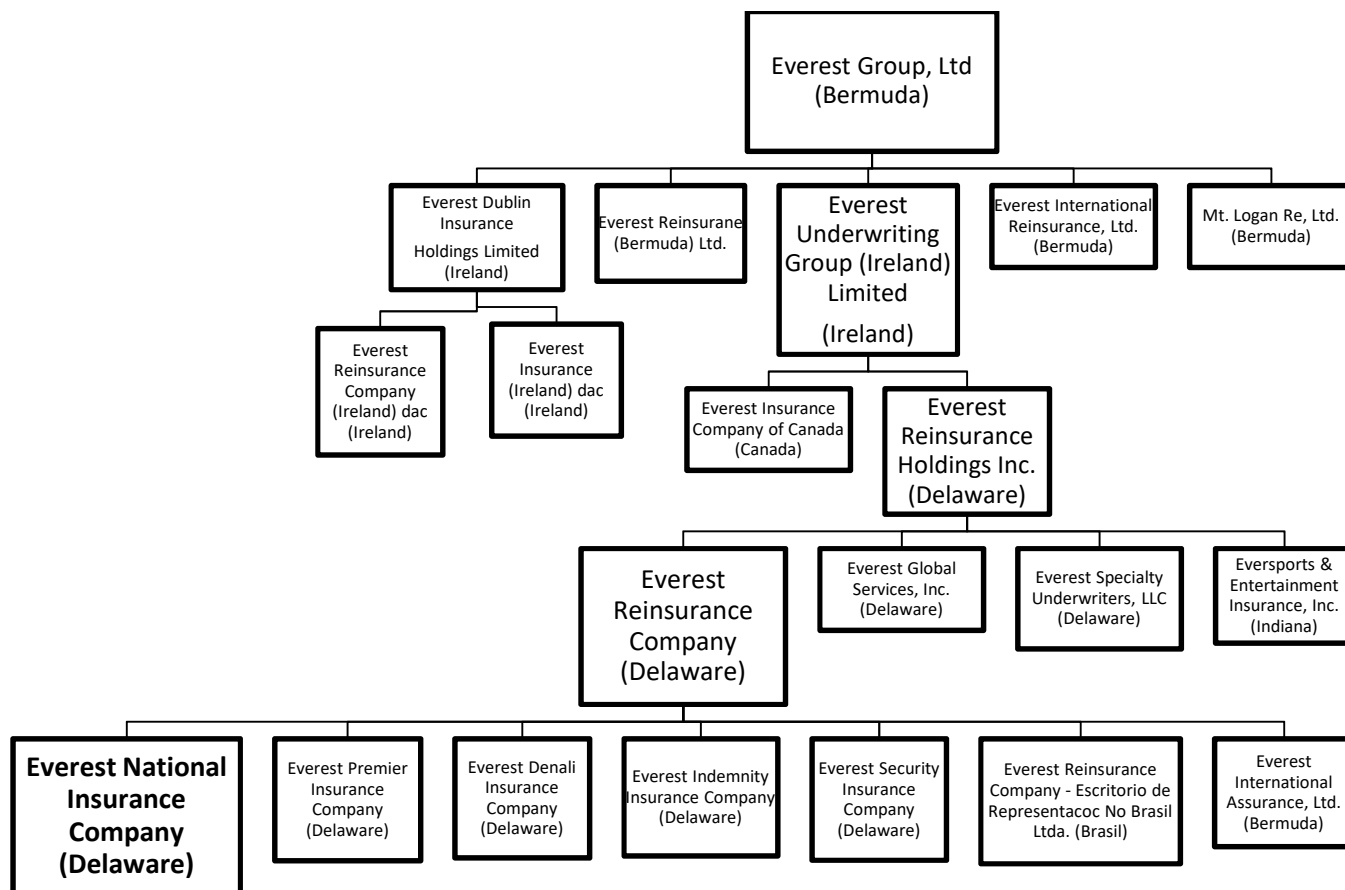 Everest Group, Ltd
(Bermuda)
Everest Dublin
Insurance
Holdings Limited
(Ireland)
Everest Reinsurane
(Bermuda) Ltd.
Everest
Underwriting
Group (Ireland)
Limited
(Ireland)
Everest International
Reinsurance, Ltd.
(Bermuda)
Mt. Logan Re, Ltd.
(Bermuda)
Everest
Reinsurance
Company
(Ireland) dac
(Ireland)
Everest
Insurance
(Ireland) dac
(Ireland)
Everest Insurance
Company of Canada
(Canada)
Everest
Reinsurance
Holdings Inc.
(Delaware)
Everest
Reinsurance
Company
(Delaware)
Everest Global
Services, Inc.
(Delaware)
Everest Specialty
Underwriters, LLC
(Delaware)
Eversports &
Entertainment
Insurance, Inc.
(Indiana)
Everest National
Insurance
Company
(Delaware)
Everest Premier
Insurance
Company
(Delaware)
Everest Denali
Insurance
Company
(Delaware)
Everest Indemnity
Insurance Company
(Delaware)
Everest Security
Insurance
Company
(Delaware)
Everest Reinsurance
Company - Escritorio de
Representacoc No Brasil
Ltda. (Brasil)
Everest
International
Assurance, Ltd.
(Bermuda)